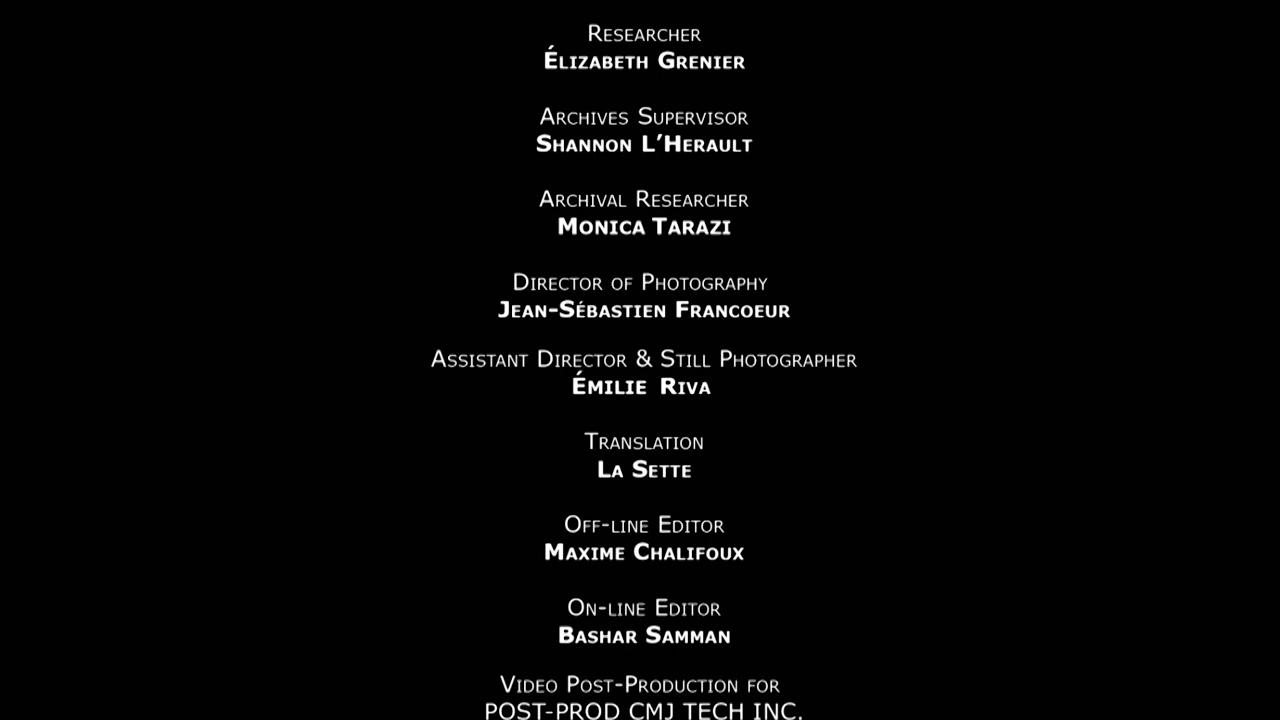 Researcher
Élizabeth Grenier
Archives Supervisor
Shannon L'Herault
Archival Researcher
Monica Tarazi
Director of Photography
Jean-Sébastien Francoeur
Assistant Director & Still Photographer
Émilie Riva
Translation
La Sette
Off-line Editor
Maxime Chalifoux
On-line Editor
Bashar Samman
Video Post-Production for
POST-PROD CMJ TECH INC.